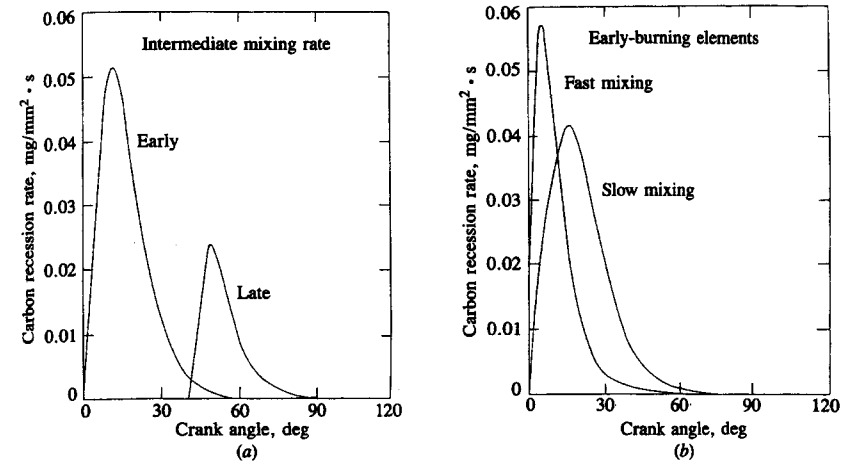 Intermediate mixing rate
Early
Late
0.06
0.05
0.04
0.03
0.02
0.01
0
Carbon recession rate, mg/mm² • s
0 30 60 90 120
Crank angle, deg
(a)
Early-burning elements
Fast mixing
Slow mixing
0.06
0.05
0.04
0.03
0.02
0.01
0
Carbon recession rate, mg/mm² • s
0 30 60 90 120
Crank angle, deg
(b)